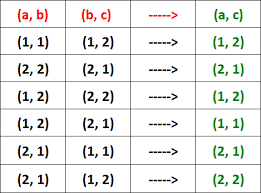 (a, b) (b, c) -----> (a, c)
(1, 1) (1, 2) -----> (1, 2)
(2, 2) (2, 1) -----> (2, 1)
(1, 2) (2, 2) -----> (1, 2)
(1, 2) (2, 1) -----> (1, 1)
(2, 1) (1, 1) -----> (2, 1)
(2, 1) (1, 2) -----> (2, 2)